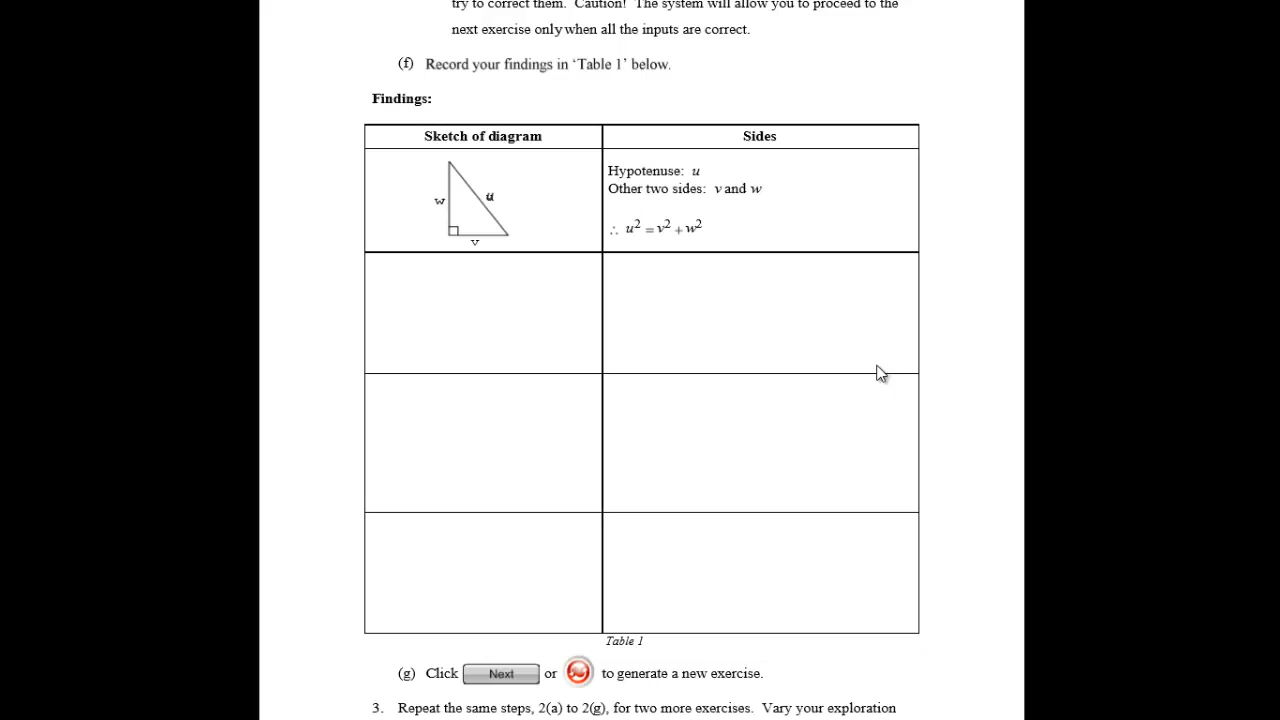 try to correct them.  Caution!  The system will allow you to proceed to the
next exercise only when all the inputs are correct.
(f) Record your findings in ‘Table 1’ below.
Findings:
Sketch of diagram Sides
w u v
Hypotenuse: u
Other two sides: v and w
∴ u² = v² + w²
Table 1
(g) Click Next or to generate a new exercise.
3. Repeat the same steps, 2(a) to 2(g), for two more exercises.  Vary your exploration